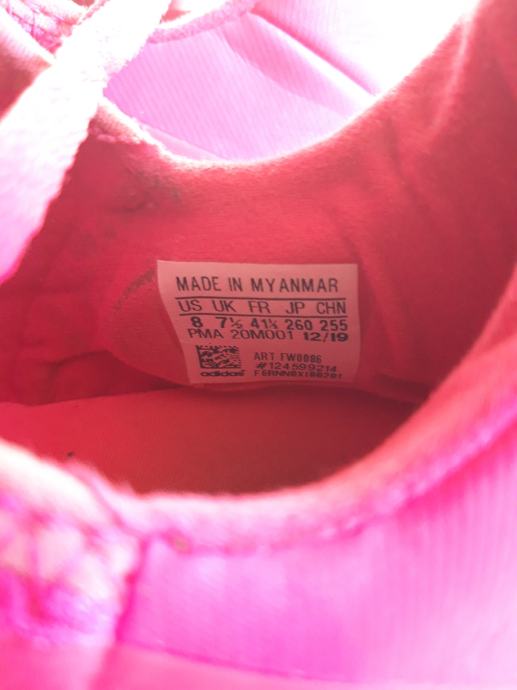 MADE IN MYANMAR
US UK FR JP CHN
8 7½ 41⅓ 260 255
PMA 20M001 12/19
ART FW0086
#124599214
adidas